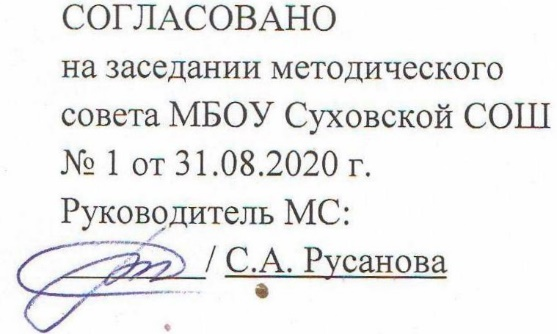 СОГЛАСОВАНО
на заседании методического
совета МБОУ Суховской СОШ
№ 1 от 31.08.2020 г.
Руководитель МС:
/ С.А. Русанова